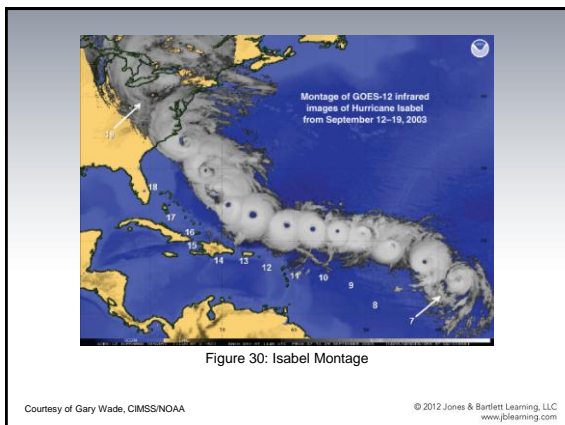 Montage of GOES-12 infrared
images of Hurricane Isabel
from September 12–19, 2003
19
18
17
16
15
14
13
12
11
10
9
8
7
Figure 30: Isabel Montage
Courtesy of Gary Wade, CIMSS/NOAA
© 2012 Jones & Bartlett Learning, LLC
www.jblearning.com